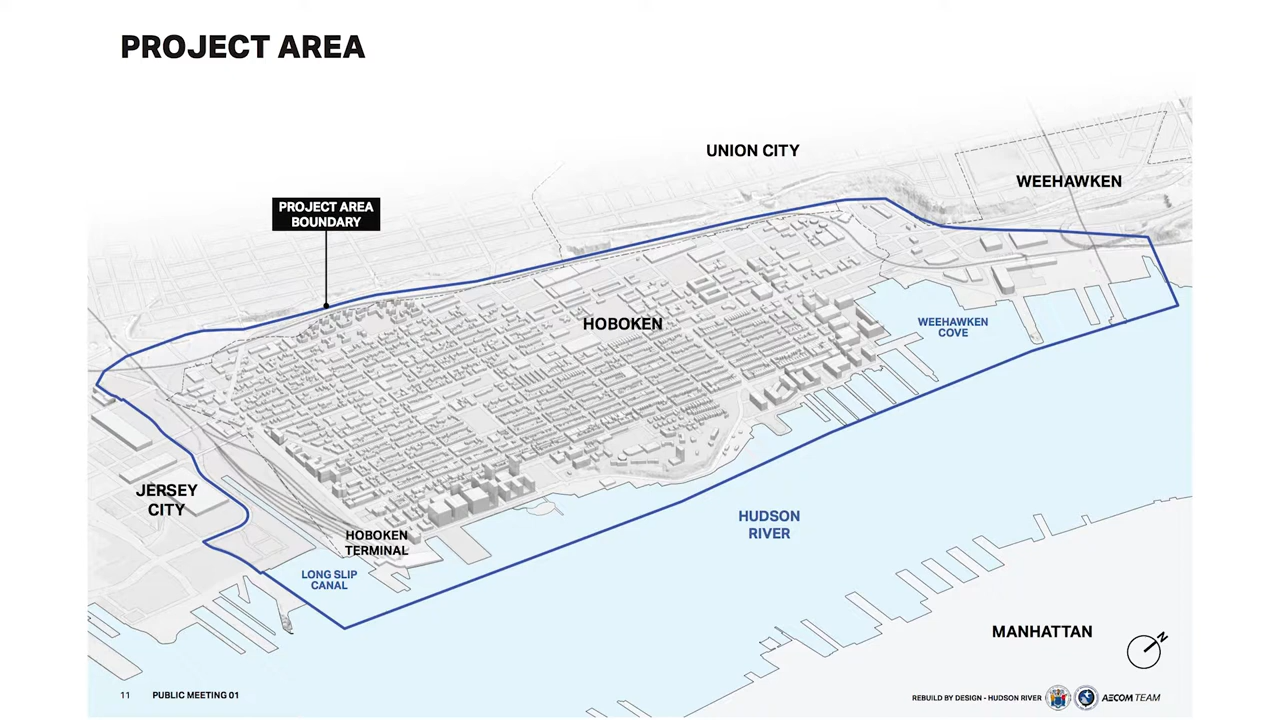 PROJECT AREA
UNION CITY
WEEHAWKEN
PROJECT AREA
BOUNDARY
HOBOKEN
WEEHAWKEN
COVE
JERSEY
CITY
HOBOKEN
TERMINAL
HUDSON
RIVER
LONG SLIP
CANAL
MANHATTAN
N
11 PUBLIC MEETING 01
REBUILD BY DESIGN - HUDSON RIVER
AECOM TEAM